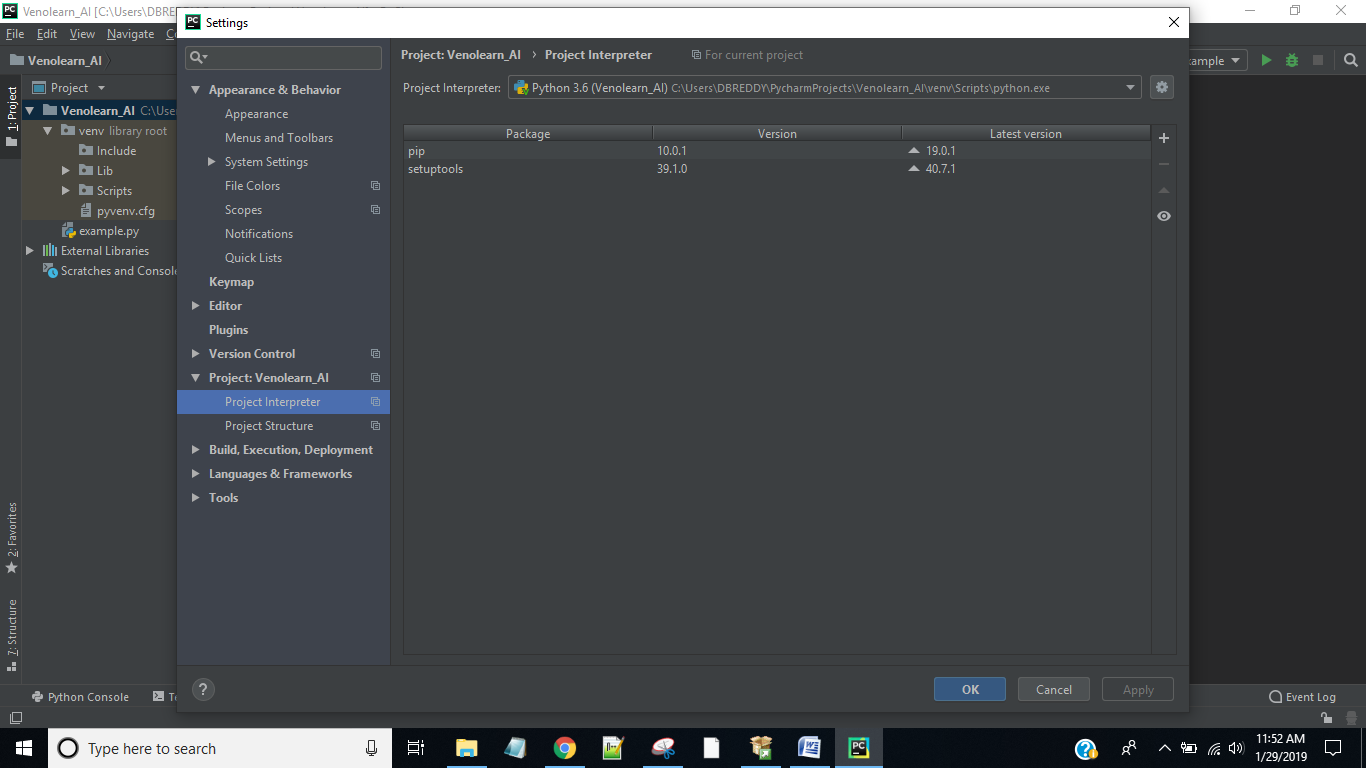 Venolearn_AI [C:\Users\DBRE
Settings
File Edit View Navigate
Venolearn_AI
ample
1: Project
Project
Venolearn_AI C:\Use
venv library root
Include
Lib
Scripts
pyvenv.cfg
example.py
External Libraries
Scratches and Consol
2: Favorites
7: Structure
Appearance & Behavior
Appearance
Menus and Toolbars
System Settings
File Colors
Scopes
Notifications
Quick Lists
Keymap
Editor
Plugins
Version Control
Project: Venolearn_AI
Project Interpreter
Project Structure
Build, Execution, Deployment
Languages & Frameworks
Tools
Project: Venolearn_AI › Project Interpreter For current project
Project Interpreter: Python 3.6 (Venolearn_AI) C:\Users\DBREDDY\PycharmProjects\Venolearn_AI\venv\Scripts\python.exe
Package Version Latest version
pip 10.0.1 19.0.1
setuptools 39.1.0 40.7.1
?
OK Cancel Apply
Python Console
Event Log
Type here to search
11:52 AM
1/29/2019